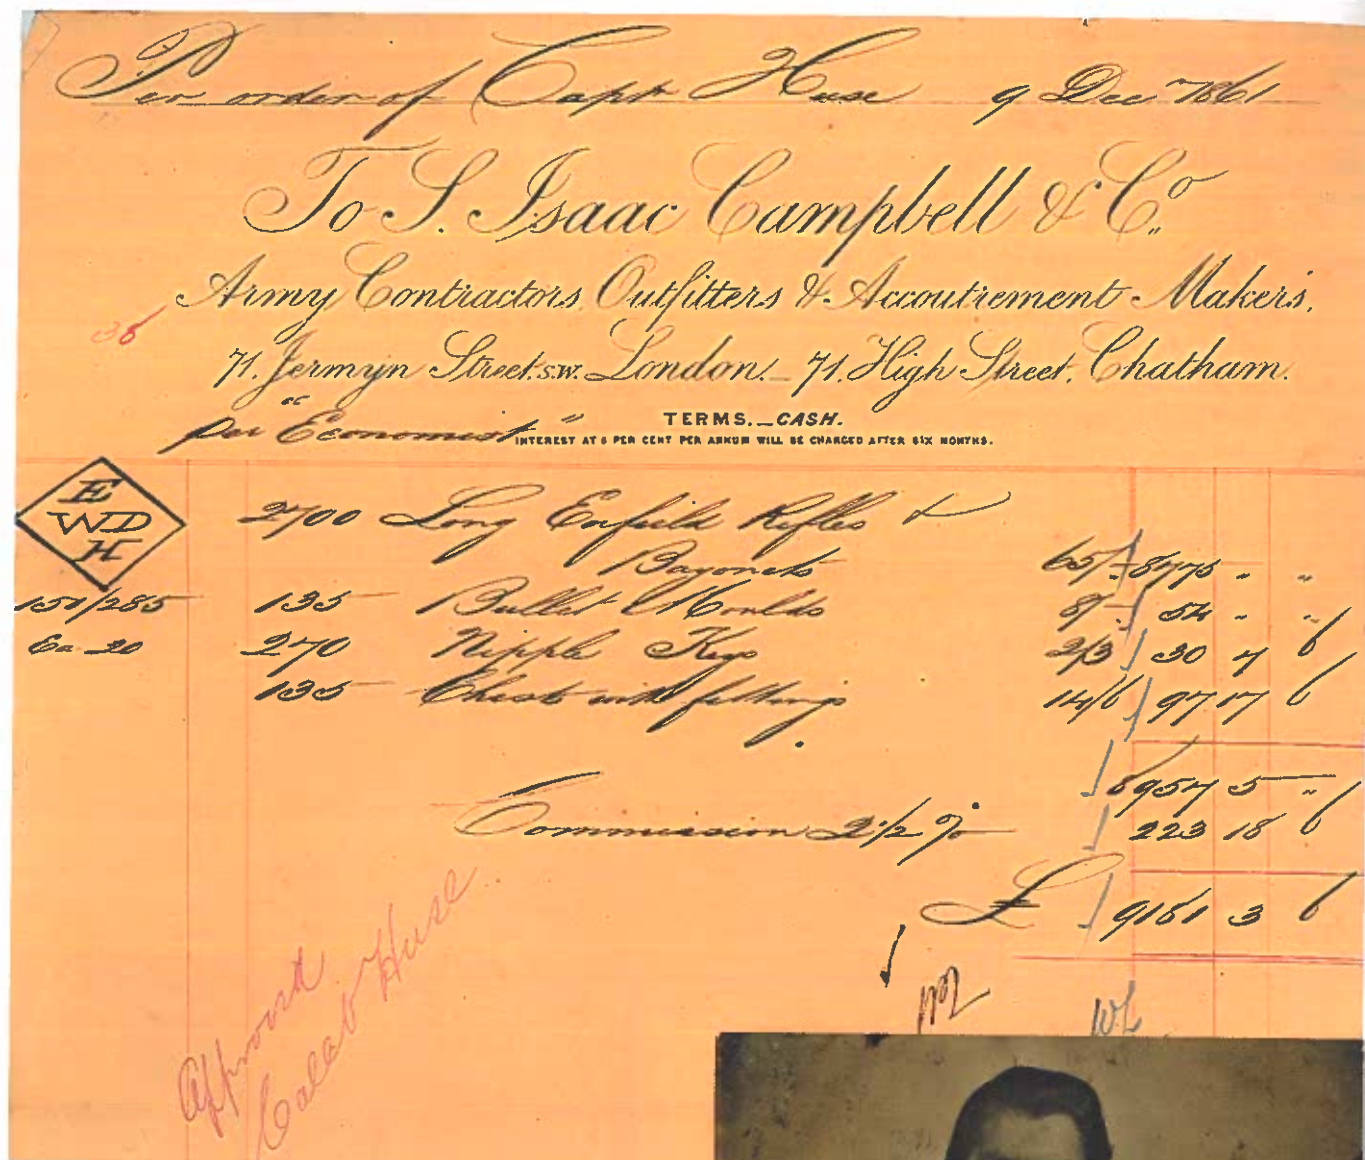 Per order of Capt Huse 9 Dec 1861
To S. Isaac Campbell & Co.
Army Contractors, Outfitters & Accoutrement Makers.
38
71. Jermyn Street. S.W. London. _ 71. High Street. Chatham.
TERMS._CASH.
per "Economist"
INTEREST AT 5 PER CENT PER ANNUM WILL BE CHARGED AFTER SIX MONTHS.
E
WD
H
2700 Long Enfield Rifles &
Bayonets 65/- 8775 " "
151/285 135 Bullet Moulds 8/- 54 " "
Ea 20 270 Nipple Keys 2/3 30 7 6
135 Chests with fittings 14/6 97 17 6
8957 5 "
Commission 2 1/2 % 223 18 6
£ 9181 3 6
Approved
Caleb Huse